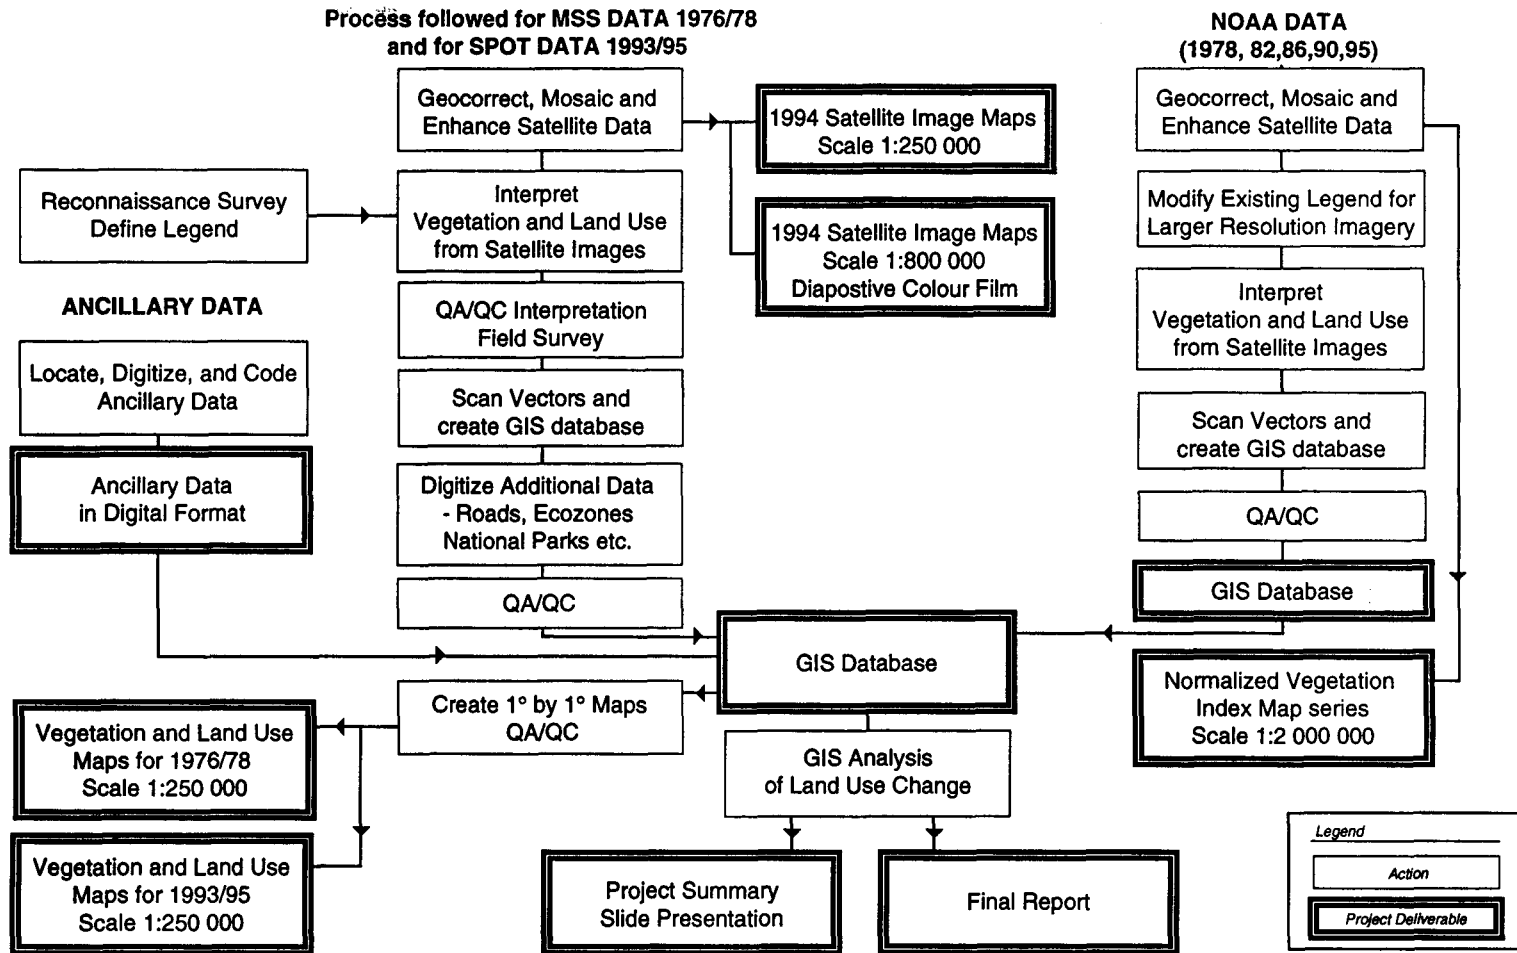 Process followed for MSS DATA 1976/78
and for SPOT DATA 1993/95
NOAA DATA
(1978, 82,86,90,95)
Geocorrect, Mosaic and
Enhance Satellite Data
1994 Satellite Image Maps
Scale 1:250 000
Geocorrect, Mosaic and
Enhance Satellite Data
Reconnaissance Survey
Define Legend
Interpret
Vegetation and Land Use
from Satellite Images
1994 Satellite Image Maps
Scale 1:800 000
Diapostive Colour Film
Modify Existing Legend for
Larger Resolution Imagery
ANCILLARY DATA
QA/QC Interpretation
Field Survey
Interpret
Vegetation and Land Use
from Satellite Images
Locate, Digitize, and Code
Ancillary Data
Scan Vectors and
create GIS database
Scan Vectors and
create GIS database
Ancillary Data
in Digital Format
Digitize Additional Data
- Roads, Ecozones
National Parks etc.
QA/QC
QA/QC
GIS Database
GIS Database
Create 1° by 1° Maps
QA/QC
Normalized Vegetation
Index Map series
Scale 1:2 000 000
Vegetation and Land Use
Maps for 1976/78
Scale 1:250 000
GIS Analysis
of Land Use Change
Vegetation and Land Use
Maps for 1993/95
Scale 1:250 000
Project Summary
Slide Presentation
Final Report
Legend
Action
Project Deliverable